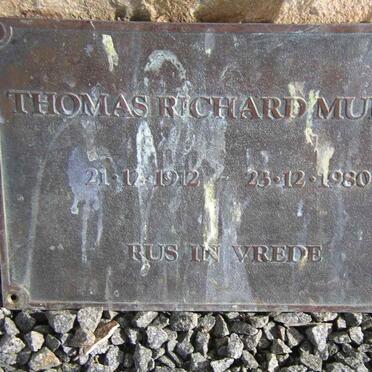 THOMAS RICHARD
21·12·1912 - 23·12·1980
RUS IN VREDE